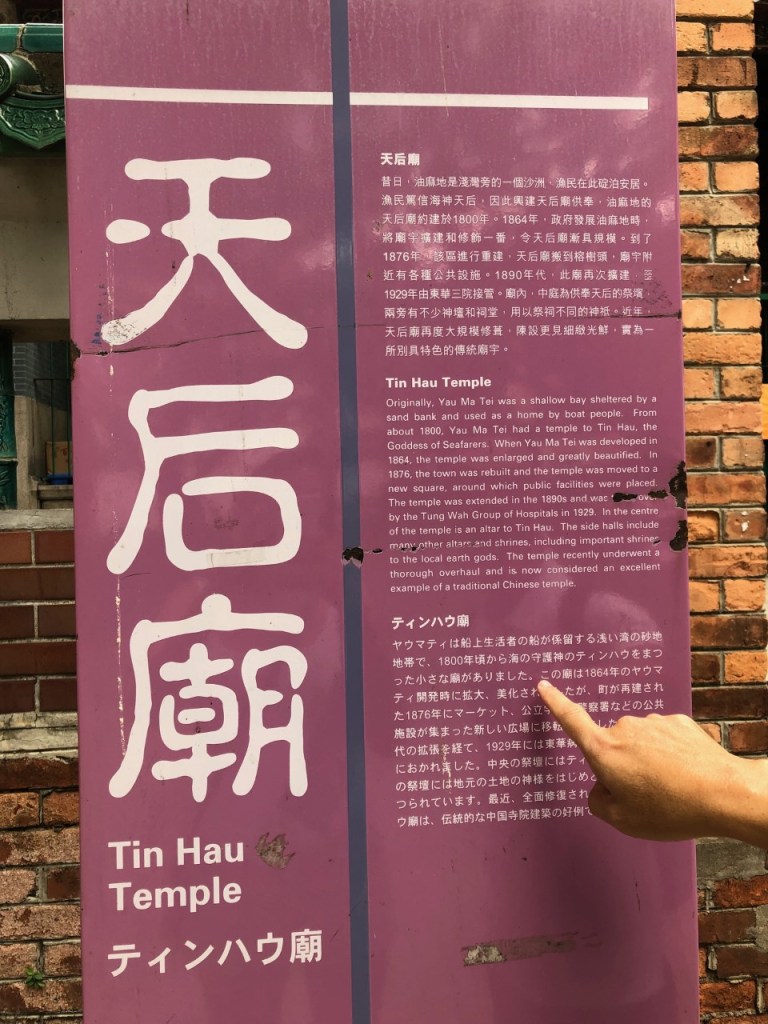 天后廟
Tin Hau
Temple
ティンハウ廟
天后廟
昔日，油麻地是淺灣旁的一個沙洲，漁民在此碇泊安居。
漁民篤信海神天后，因此興建天后廟供奉，油麻地的
天后廟約建於1800年。1864年，政府發展油麻地時，
將廟宇擴建和修飾一番，令天后廟漸具規模。到了
1876年，該區進行重建，天后廟搬到榕樹頭，廟宇附
近有各種公共設施。1890年代，此廟再次擴建，至
1929年由東華三院接管。廟內，中庭為供奉天后的祭壇，
兩旁有不少神壇和祠堂，用以祭祠不同的神祇。近年，
天后廟再度大規模修葺，陳設更見細緻光鮮，實為一
所別具特色的傳統廟宇。
Tin Hau Temple
Originally, Yau Ma Tei was a shallow bay sheltered by a
sand bank and used as a home by boat people. From
about 1800, Yau Ma Tei had a temple to Tin Hau, the
Goddess of Seafarers. When Yau Ma Tei was developed in
1864, the temple was enlarged and greatly beautified. In
1876, the town was rebuilt and the temple was moved to a
new square, around which public facilities were placed.
The temple was extended in the 1890s and was
by the Tung Wah Group of Hospitals in 1929. In the centre
of the temple is an altar to Tin Hau. The side halls include
many other altars and shrines, including important shrines
to the local earth gods. The temple recently underwent a
thorough overhaul and is now considered an excellent
example of a traditional Chinese temple.
ティンハウ廟
ヤウマティは船上生活者の船が係留する浅い湾の砂地
地帯で、1800年頃から海の守護神のティンハウをまつ
った小さな廟がありました。この廟は1864年のヤウマ
ティ開発時に拡大、美化され したが、町が再建され
た1876年にマーケット、公立 警察署などの公共
施設が集まった新しい広場に移転 した
代の拡張を経て、1929年には東華病
におかれました。中央の祭壇にはティ
の祭壇には地元の土地の神様をはじめ
つられています。最近、全面修復され
ウ廟は、伝統的な中国寺院建築の好例で